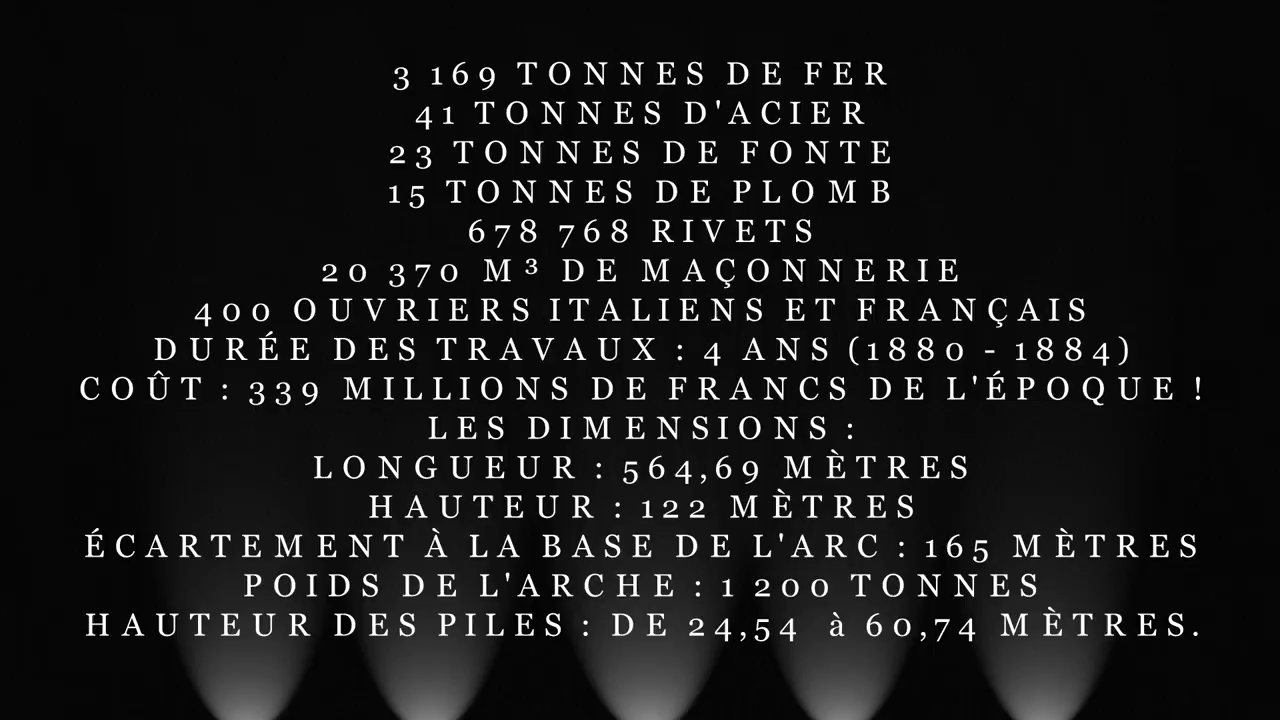 3 169 TONNES DE FER
41 TONNES D'ACIER
23 TONNES DE FONTE
15 TONNES DE PLOMB
678 768 RIVETS
20 370 M³ DE MAÇONNERIE
400 OUVRIERS ITALIENS ET FRANÇAIS
DURÉE DES TRAVAUX : 4 ANS (1880 - 1884)
COÛT : 339 MILLIONS DE FRANCS DE L'ÉPOQUE !
LES DIMENSIONS :
LONGUEUR : 564,69 MÈTRES
HAUTEUR : 122 MÈTRES
ÉCARTEMENT À LA BASE DE L'ARC : 165 MÈTRES
POIDS DE L'ARCHE : 1 200 TONNES
HAUTEUR DES PILES : DE 24,54 à 60,74 MÈTRES.